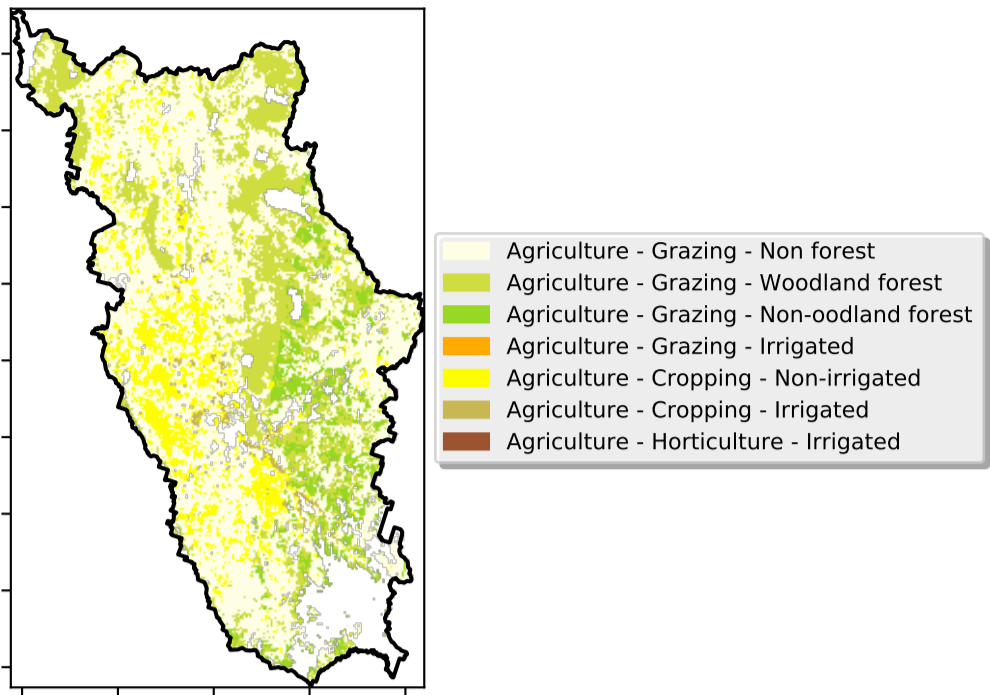 Agriculture - Grazing - Non forest
Agriculture - Grazing - Woodland forest
Agriculture - Grazing - Non-oodland forest
Agriculture - Grazing - Irrigated
Agriculture - Cropping - Non-irrigated
Agriculture - Cropping - Irrigated
Agriculture - Horticulture - Irrigated